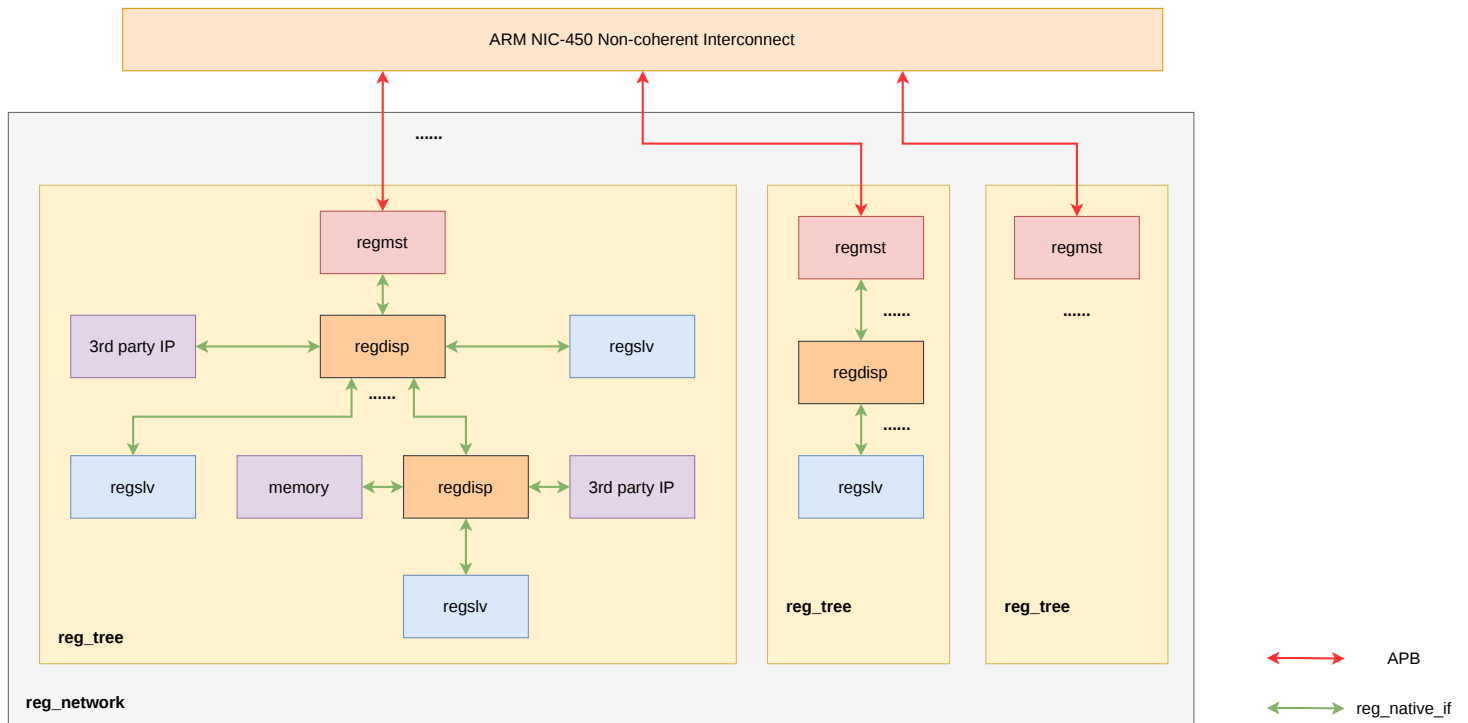 ARM NIC-450 Non-coherent Interconnect
......
regmst
regmst
regmst
......
......
3rd party IP
regdisp
regslv
regdisp
......
......
regslv
memory
regdisp
3rd party IP
regslv
regslv
reg_tree
reg_tree
reg_tree
reg_network
APB
reg_native_if